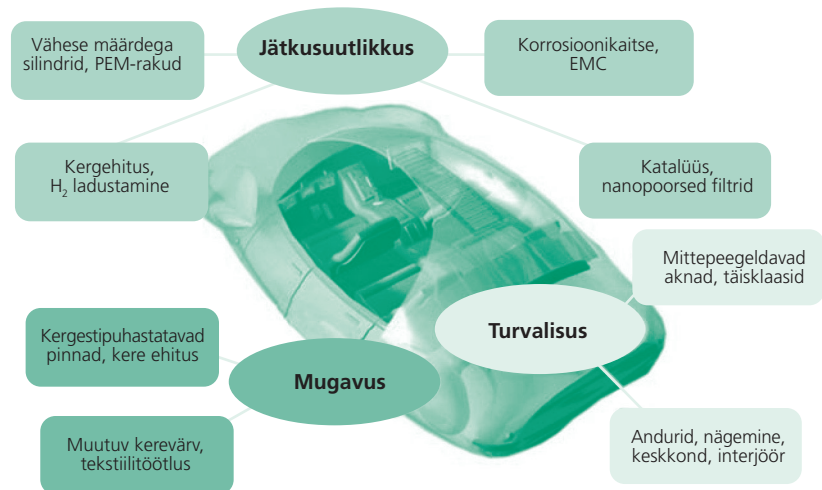 Vähese määrdega
silindrid, PEM-rakud
Jätkusuutlikkus
Korrosioonikaitse,
EMC
Kergehitus,
H₂ ladustamine
Katalüüs,
nanopoorsed filtrid
Mittepeegeldavad
aknad, täisklaasid
Turvalisus
Kergestipuhastatavad
pinnad, kere ehitus
Mugavus
Muutuv kerevärv,
tekstiilitöötlus
Andurid, nägemine,
keskkond, interjöör